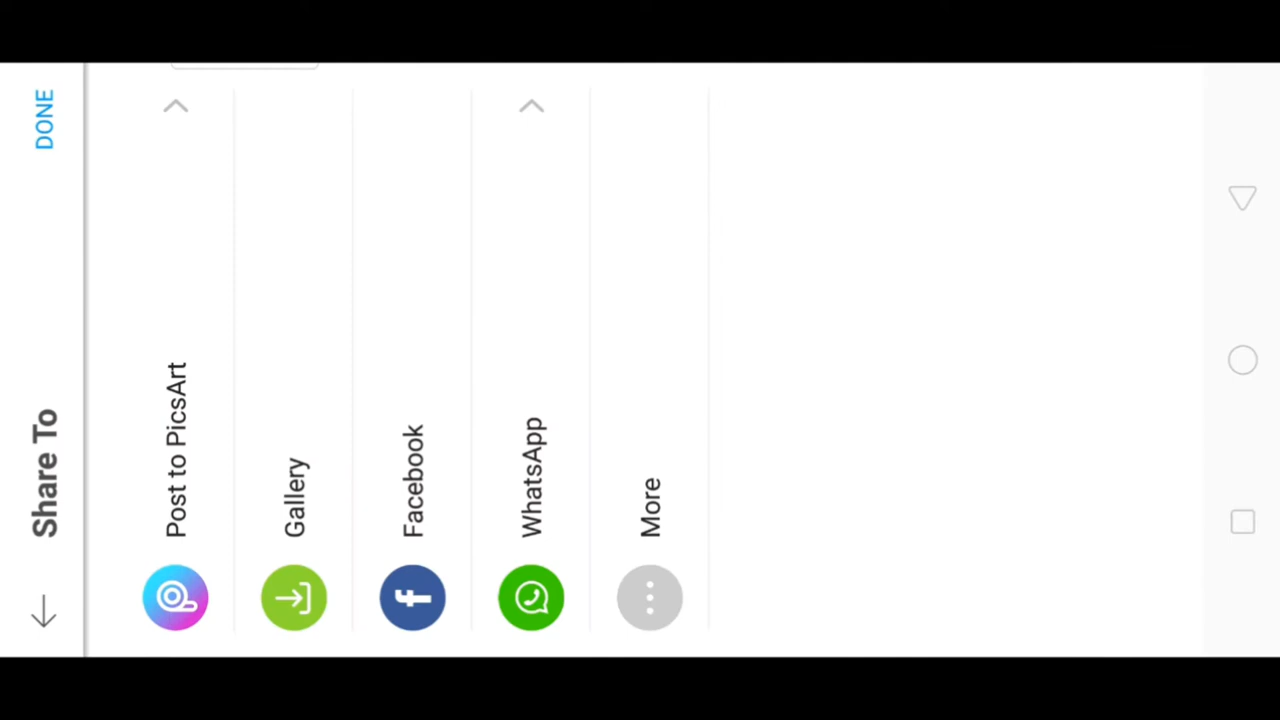 Share To
DONE
Post to PicsArt
Gallery
Facebook
WhatsApp
More